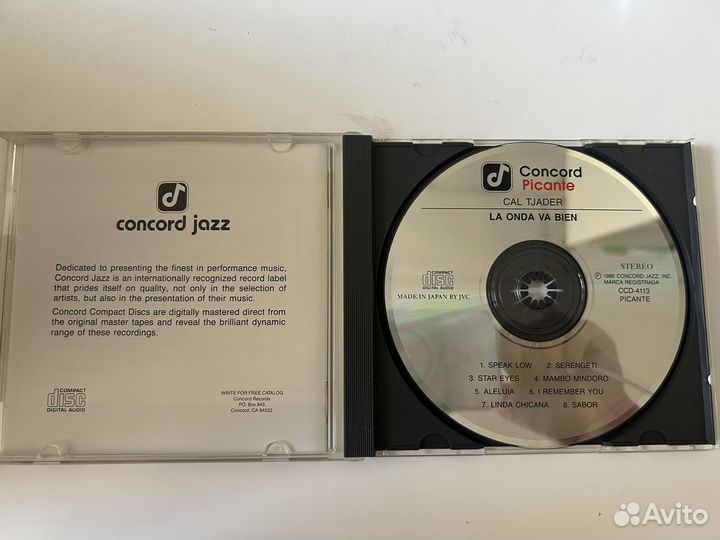 concord jazz
Dedicated to presenting the finest in performance music,
Concord Jazz is an internationally recognized record label
that prides itself on quality, not only in the selection of
artists, but also in the presentation of their music.
Concord Compact Discs are digitally mastered direct from
the original master tapes and reveal the brilliant dynamic
range of these recordings.
COMPACT
disc
DIGITAL AUDIO
WRITE FOR FREE CATALOG
Concord Records
P.O. Box 845
Concord, CA 94522
Concord
Picante
CAL TJADER
LA ONDA VA BIEN
COMPACT
disc
DIGITAL AUDIO
MADE IN JAPAN BY JVC
STEREO
℗ 1980 CONCORD JAZZ, INC.
MARCA REGISTRADA
CCD-4113
PICANTE
1. SPEAK LOW 2. SERENGETI
3. STAR EYES 4. MAMBO MINDORO
5. ALELUIA 6. I REMEMBER YOU
7. LINDA CHICANA 8. SABOR
Avito